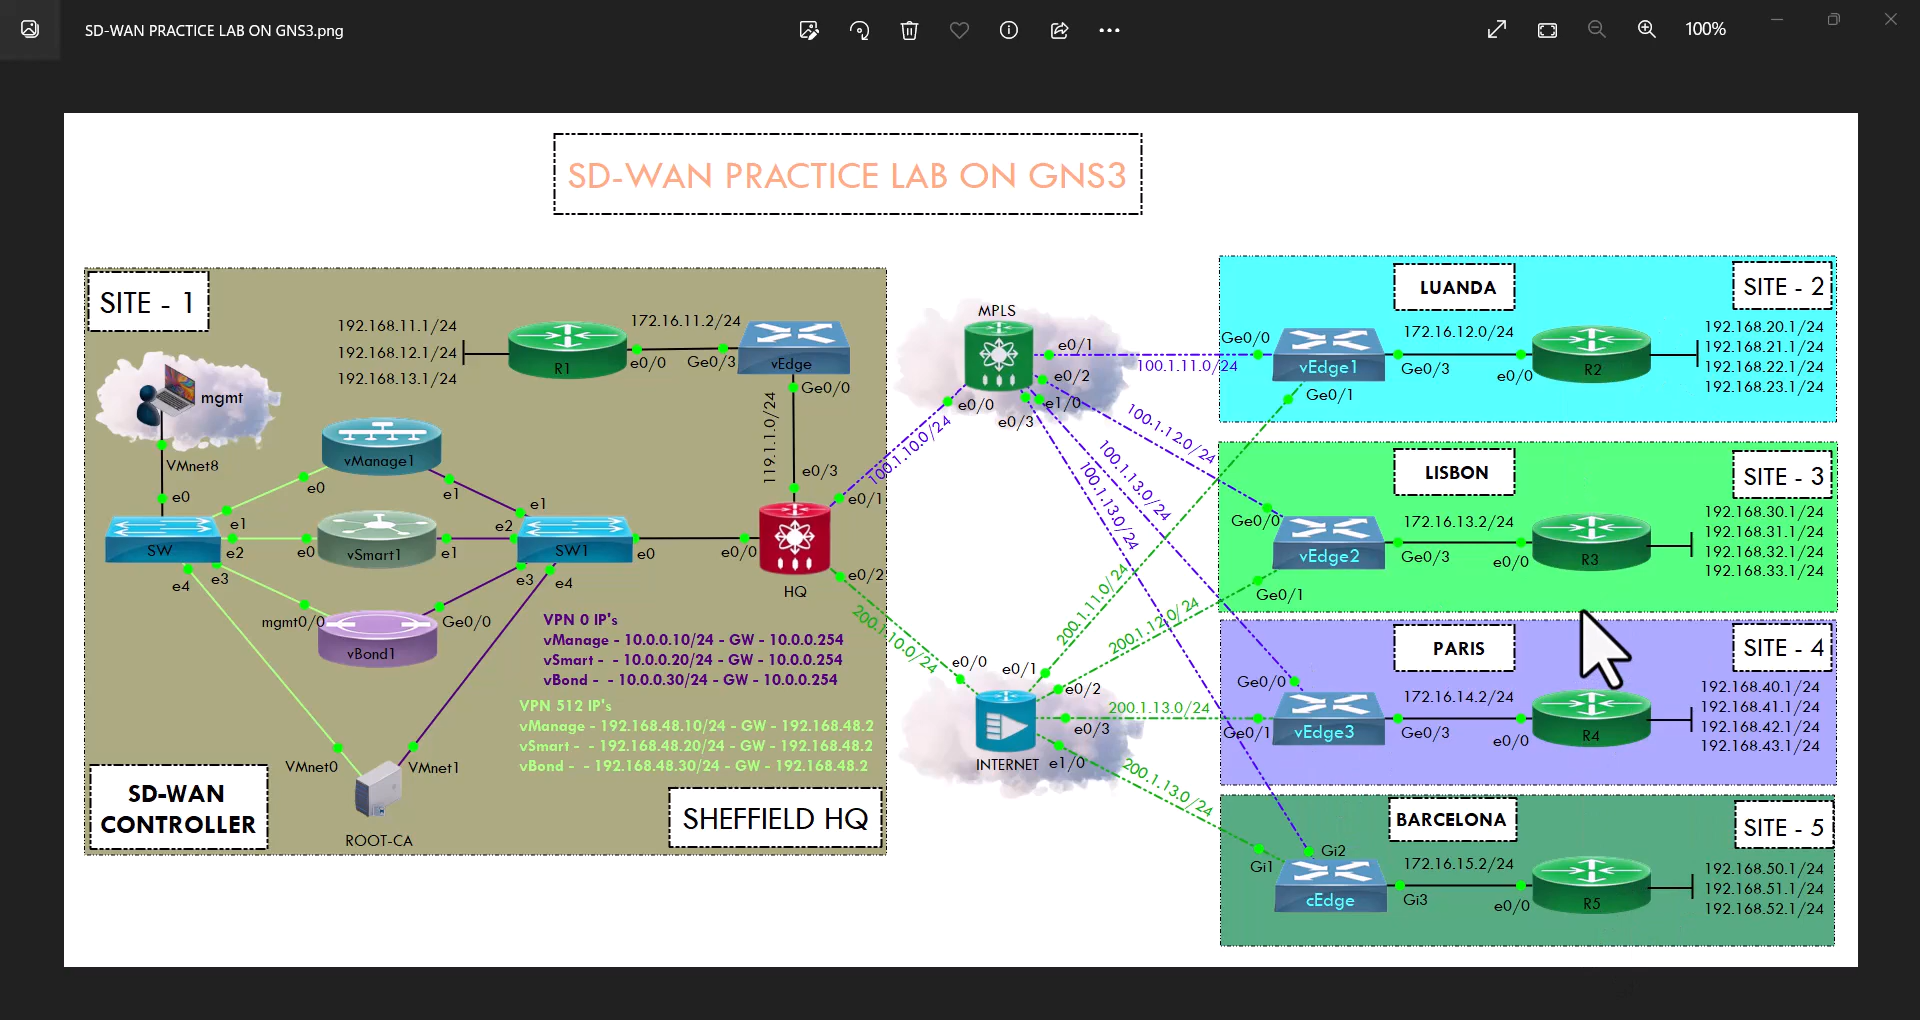 SD-WAN PRACTICE LAB ON GNS3.png
100%
SD-WAN PRACTICE LAB ON GNS3
SITE - 1
192.168.11.1/24
192.168.12.1/24
192.168.13.1/24
R1
172.16.11.2/24
e0/0
Ge0/3
vEdge
Ge0/0
119.1.1.0/24
e0/3
mgmt
VMnet8
e0
vManage1
e0
e1
SW
e1
e2
e3
e4
vSmart1
e0
e1
SW1
e1
e2
e0
e3
e4
e0/0
e0/1
e0/2
HQ
mgmt0/0
Ge0/0
vBond1
VPN 0 IP's
vManage - 10.0.0.10/24 - GW - 10.0.0.254
vSmart - - 10.0.0.20/24 - GW - 10.0.0.254
vBond - - 10.0.0.30/24 - GW - 10.0.0.254
VPN 512 IP's
vManage - 192.168.48.10/24 - GW - 192.168.48.2
vSmart - - 192.168.48.20/24 - GW - 192.168.48.2
vBond - - 192.168.48.30/24 - GW - 192.168.48.2
VMnet0
VMnet1
ROOT-CA
SD-WAN
CONTROLLER
SHEFFIELD HQ
MPLS
e0/1
e0/2
e1/0
e0/0
e0/3
100.1.10.0/24
100.1.11.0/24
100.1.12.0/24
100.1.13.0/24
100.1.13.0/24
200.1.10.0/24
200.1.11.0/24
200.1.12.0/24
200.1.13.0/24
200.1.13.0/24
e0/0
e0/1
e0/2
e0/3
e1/0
INTERNET
LUANDA
SITE - 2
Ge0/0
vEdge1
Ge0/1
172.16.12.0/24
Ge0/3
e0/0
R2
192.168.20.1/24
192.168.21.1/24
192.168.22.1/24
192.168.23.1/24
LISBON
SITE - 3
Ge0/0
vEdge2
Ge0/1
172.16.13.2/24
Ge0/3
e0/0
R3
192.168.30.1/24
192.168.31.1/24
192.168.32.1/24
192.168.33.1/24
PARIS
SITE - 4
Ge0/0
Ge0/1
vEdge3
172.16.14.2/24
Ge0/3
e0/0
R4
192.168.40.1/24
192.168.41.1/24
192.168.42.1/24
192.168.43.1/24
BARCELONA
SITE - 5
Gi2
Gi1
cEdge
172.16.15.2/24
Gi3
e0/0
R5
192.168.50.1/24
192.168.51.1/24
192.168.52.1/24